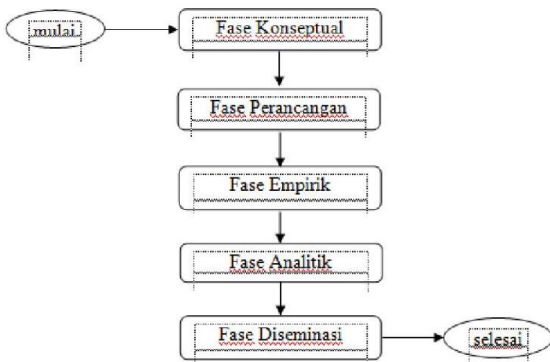 mulai
Fase Konseptual
Fase Perancangan
Fase Empirik
Fase Analitik
Fase Diseminasi
selesai